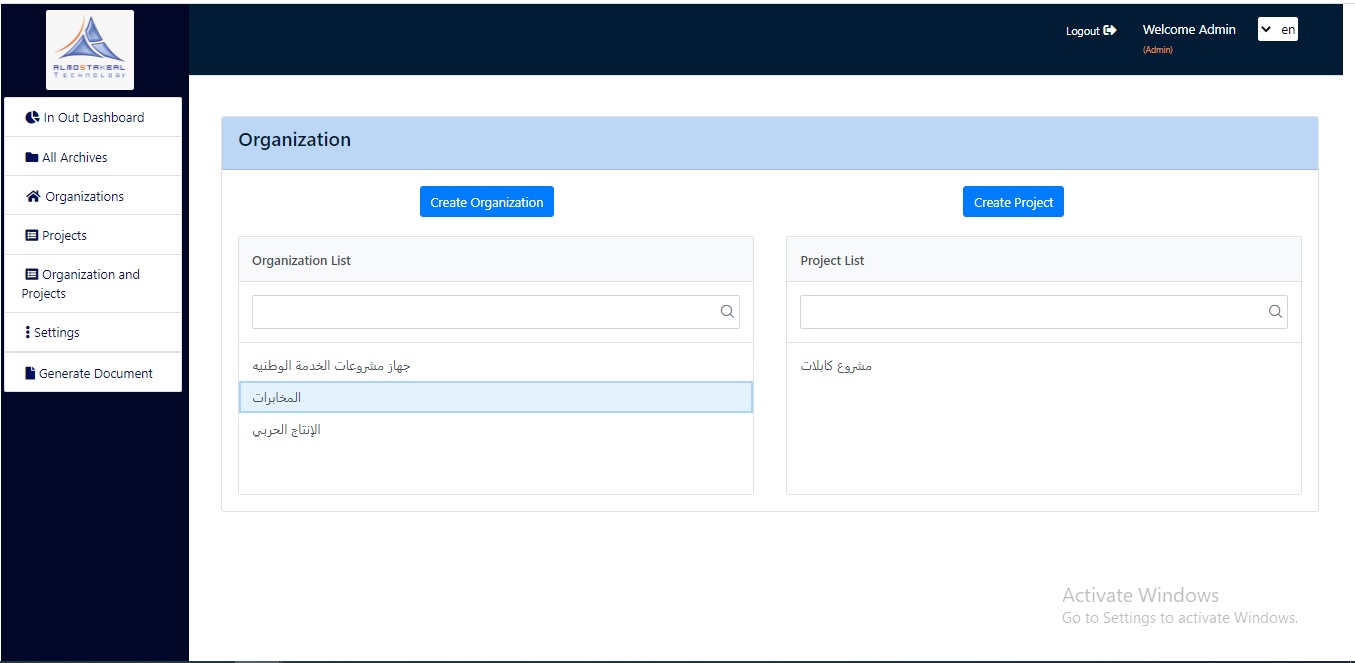 ALMOSTAKBAL
TECHNOLOGY
Logout
Welcome Admin
(Admin)
en
In Out Dashboard
All Archives
Organizations
Projects
Organization and
Projects
Settings
Generate Document
Organization
Create Organization
Create Project
Organization List
Project List
جهاز مشروعات الخدمة الوطنيه
المخابرات
الإنتاج الحربي
مشروع كابلات
Activate Windows
Go to Settings to activate Windows.